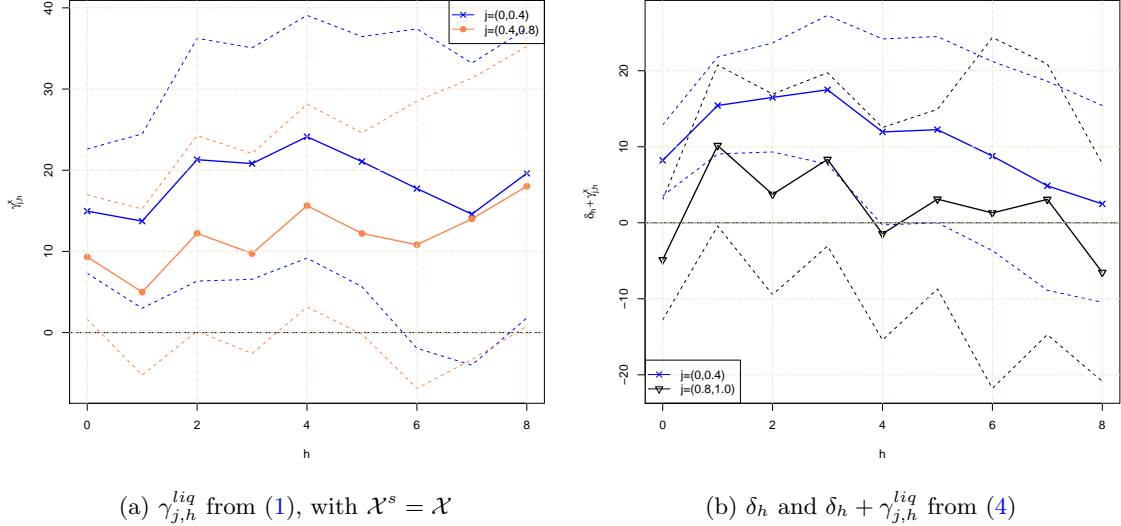 40
30
20
10
0
γ^x_{j,h}
j=(0,0.4)
j=(0.4,0.8)
0 2 4 6 8
h
20
10
0
−10
−20
δ_h+γ^x_{j,h}
j=(0,0.4)
j=(0.8,1.0)
0 2 4 6 8
h
(a) γ^{liq}_{j,h} from (1), with 𝒳^s = 𝒳
(b) δ_h and δ_h + γ^{liq}_{j,h} from (4)